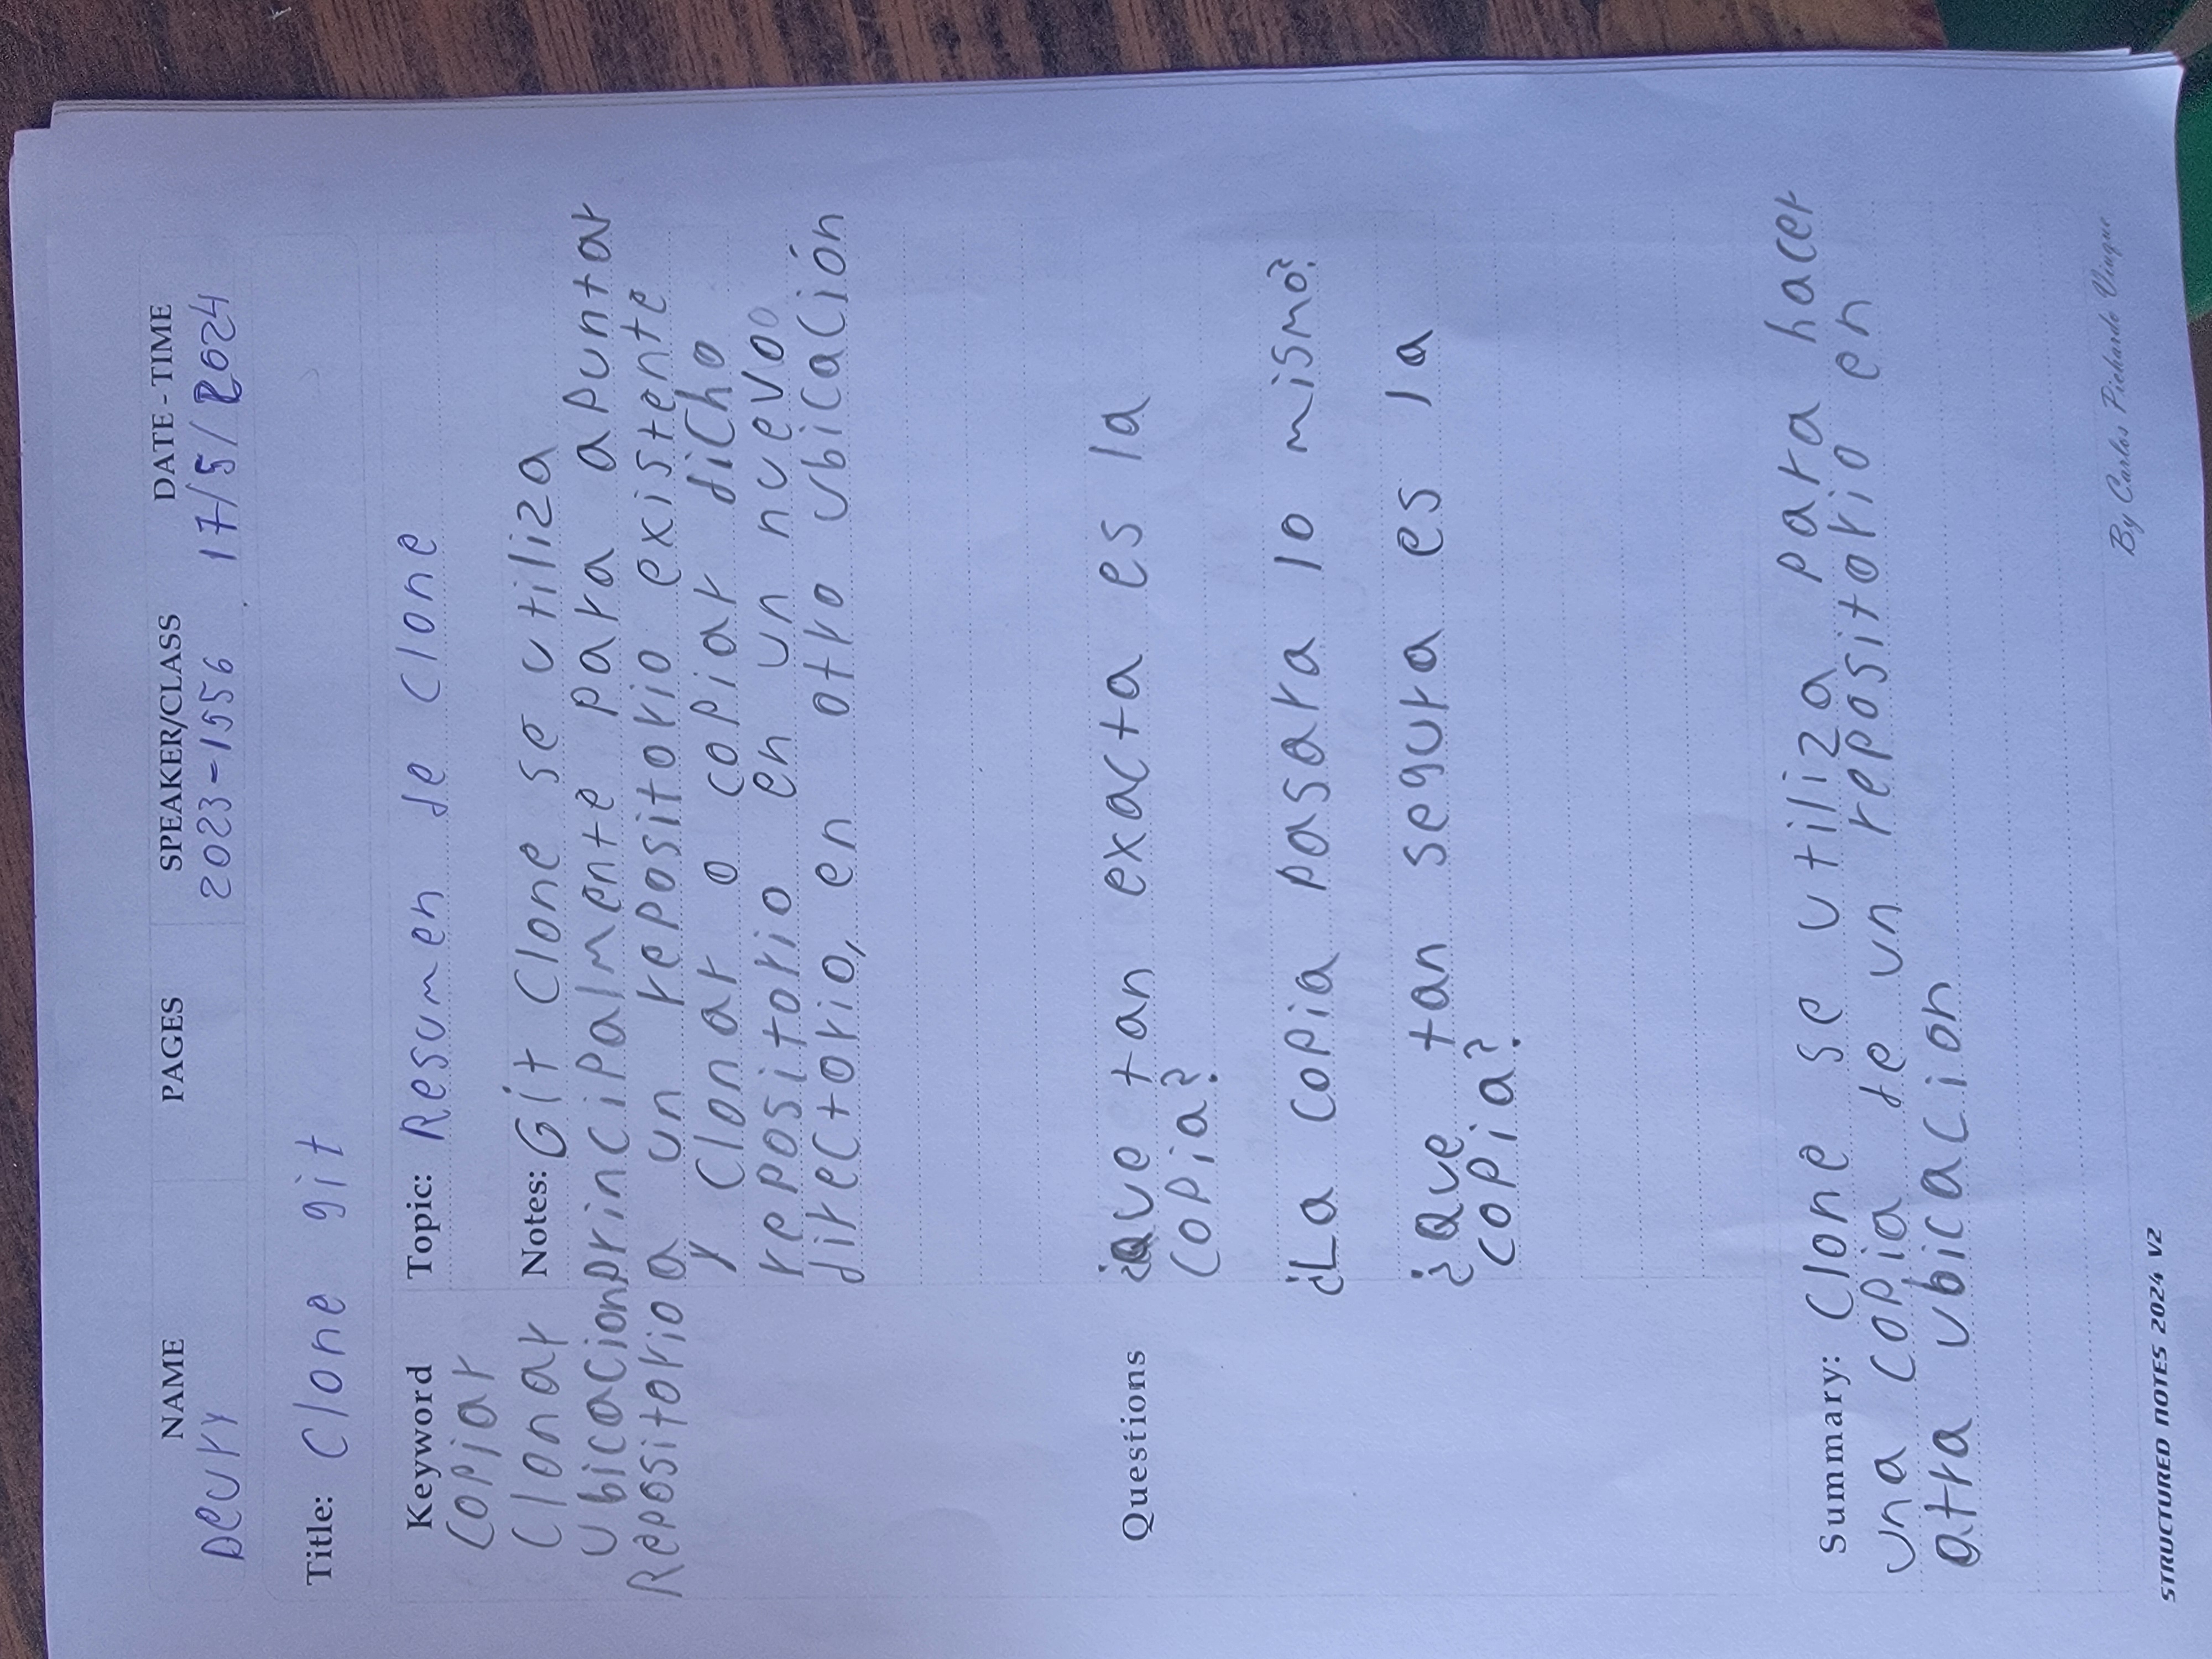 NAME PAGES SPEAKER/CLASS DATE - TIME
Deury 2023-1556 17/5/2024
Title: Clone git
Keyword
Copiar
Clonar
Ubicacion
Repositorio
Topic: Resumen de Clone
Notes: Git Clone se utiliza
principalmente para apuntar
a un repositorio existente
y Clonar o copiar dicho
repositorio en un nuevo
directorio, en otro ubicación
Questions
¿Que tan exacta es la
copia?
¿La copia pasara lo mismo?
¿Que tan segura es la
copia?
Summary: Clone se utiliza para hacer
una copia de un repositorio en
otra ubicacion
By Carlos Pichardo Viuque
STRUCTURED NOTES 2024 V2